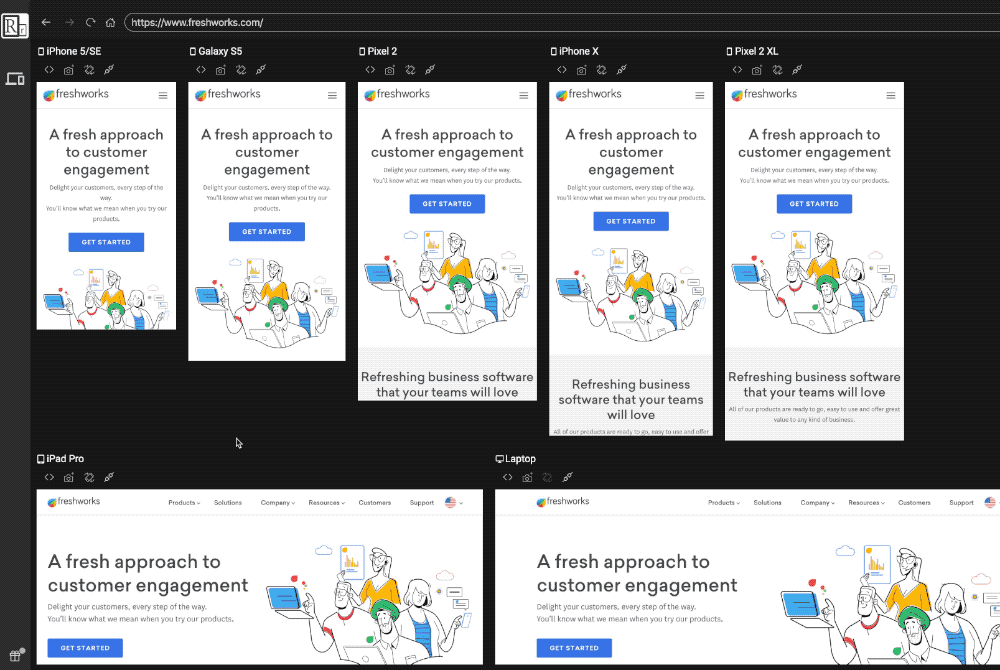 https://www.freshworks.com/
iPhone 5/SE
freshworks
A fresh approach
to customer
engagement
Delight your customers, every step of the
way.
You'll know what we mean when you try our
products.
GET STARTED
Galaxy S5
freshworks
A fresh approach to
customer
engagement
Delight your customers, every step of the way.
You'll know what we mean when you try our
products.
GET STARTED
Pixel 2
freshworks
A fresh approach to
customer engagement
Delight your customers, every step of the way.
You'll know what we mean when you try our products.
GET STARTED
Refreshing business software
that your teams will love
iPhone X
freshworks
A fresh approach to
customer
engagement
Delight your customers, every step of the way.
You'll know what we mean when you try our products.
GET STARTED
Refreshing business
software that your teams
will love
All of our products are ready to go, easy to use and offer
Pixel 2 XL
freshworks
A fresh approach to
customer engagement
Delight your customers, every step of the way.
You'll know what we mean when you try our products.
GET STARTED
Refreshing business software
that your teams will love
All of our products are ready to go, easy to use and offer great
value to any kind of business.
iPad Pro
freshworks Products Solutions Company Resources Customers Support
A fresh approach to
customer engagement
Delight your customers, every step of the way.
You'll know what we mean when you try our products.
GET STARTED
Laptop
freshworks Products Solutions Company Resources Customers Support
A fresh approach to
customer engagement
Delight your customers, every step of the way.
You'll know what we mean when you try our products.
GET STARTED